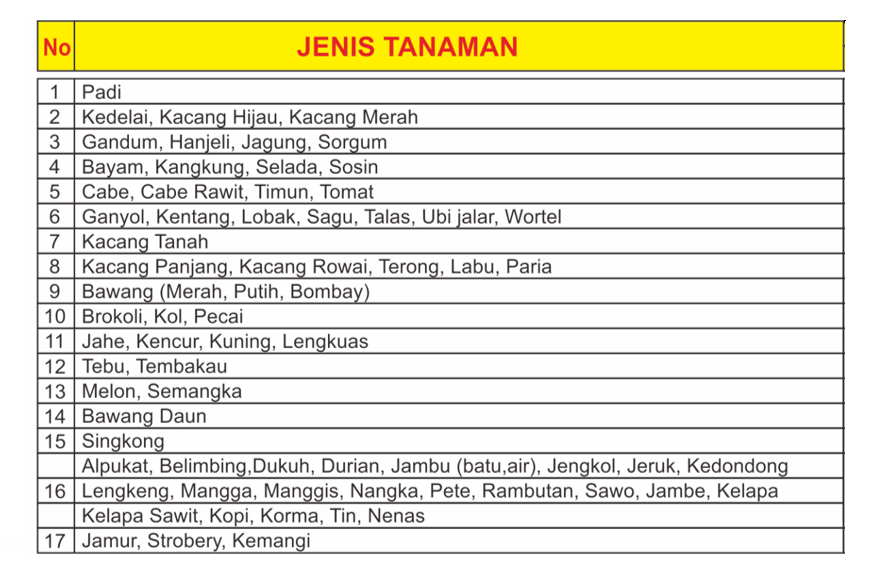 No JENIS TANAMAN
1 Padi
2 Kedelai, Kacang Hijau, Kacang Merah
3 Gandum, Hanjeli, Jagung, Sorgum
4 Bayam, Kangkung, Selada, Sosin
5 Cabe, Cabe Rawit, Timun, Tomat
6 Ganyol, Kentang, Lobak, Sagu, Talas, Ubi jalar, Wortel
7 Kacang Tanah
8 Kacang Panjang, Kacang Rowai, Terong, Labu, Paria
9 Bawang (Merah, Putih, Bombay)
10 Brokoli, Kol, Pecai
11 Jahe, Kencur, Kuning, Lengkuas
12 Tebu, Tembakau
13 Melon, Semangka
14 Bawang Daun
15 Singkong
Alpukat, Belimbing,Dukuh, Durian, Jambu (batu,air), Jengkol, Jeruk, Kedondong
16 Lengkeng, Mangga, Manggis, Nangka, Pete, Rambutan, Sawo, Jambe, Kelapa
Kelapa Sawit, Kopi, Korma, Tin, Nenas
17 Jamur, Strobery, Kemangi